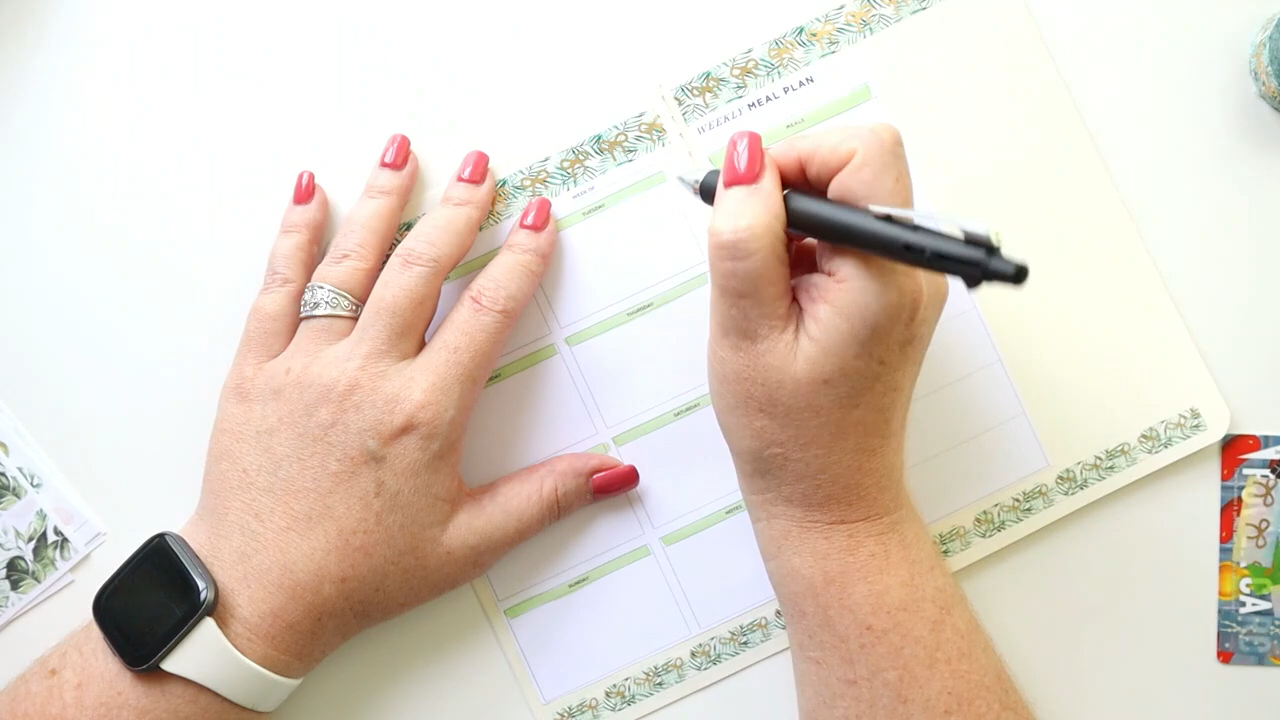 WEEKLY MEAL PLAN
MEALS
WEEK OF
TUESDAY
THURSDAY
SATURDAY
NOTES
SUNDAY